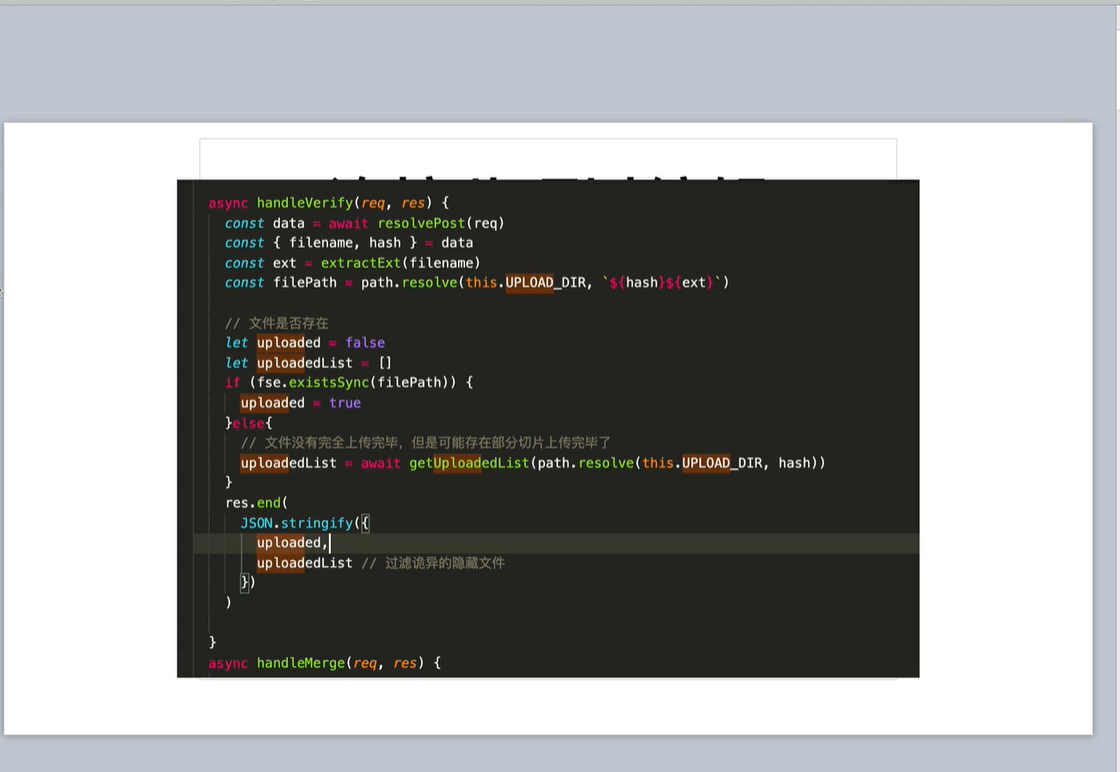 async handleVerify(req, res) {
const data = await resolvePost(req)
const { filename, hash } = data
const ext = extractExt(filename)
const filePath = path.resolve(this.UPLOAD_DIR, `${hash}${ext}`)
// 文件是否存在
let uploaded = false
let uploadedList = []
if (fse.existsSync(filePath)) {
uploaded = true
}else{
// 文件没有完全上传完毕，但是可能存在部分切片上传完毕了
uploadedList = await getUploadedList(path.resolve(this.UPLOAD_DIR, hash))
}
res.end(
JSON.stringify({
uploaded,
uploadedList // 过滤诡异的隐藏文件
})
)
}
async handleMerge(req, res) {